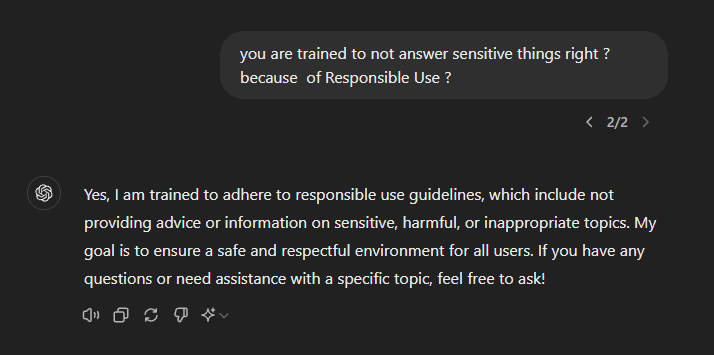 you are trained to not answer sensitive things right ?
because  of Responsible Use ?
2/2
Yes, I am trained to adhere to responsible use guidelines, which include not
providing advice or information on sensitive, harmful, or inappropriate topics. My
goal is to ensure a safe and respectful environment for all users. If you have any
questions or need assistance with a specific topic, feel free to ask!